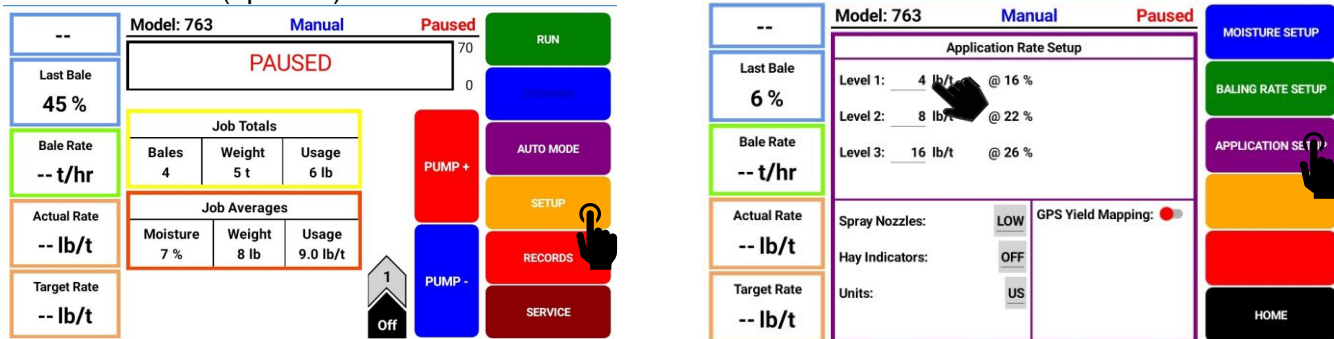 Model: 763 Manual Paused
--
Last Bale
45 %
Bale Rate
-- t/hr
Actual Rate
-- lb/t
Target Rate
-- lb/t
PAUSED
70
0
Job Totals
Bales Weight Usage
4 5 t 6 lb
Job Averages
Moisture Weight Usage
7 % 8 lb 9.0 lb/t
1
Off
PUMP +
PUMP -
RUN
AUTO MODE
SETUP
RECORDS
SERVICE
Model: 763 Manual Paused
--
Last Bale
6 %
Bale Rate
-- t/hr
Actual Rate
-- lb/t
Target Rate
-- lb/t
Application Rate Setup
Level 1: 4 lb/t @ 16 %
Level 2: 8 lb/t @ 22 %
Level 3: 16 lb/t @ 26 %
Spray Nozzles: LOW
Hay Indicators: OFF
Units: US
GPS Yield Mapping:
MOISTURE SETUP
BALING RATE SETUP
APPLICATION SETUP
HOME